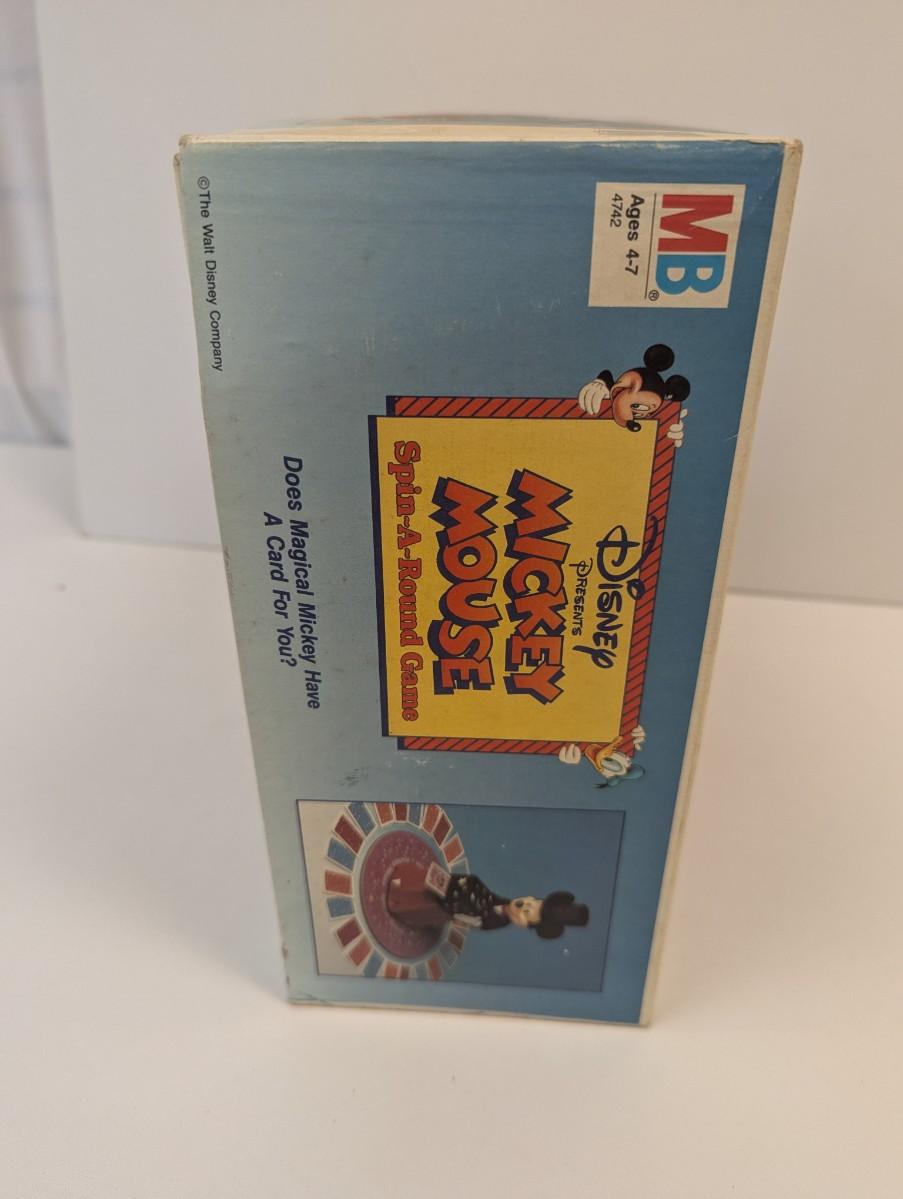 MB®
Ages 4-7
4742
DISNEY
PRESENTS
MICKEY
MOUSE
Spin-A-Round Game
Does Magical Mickey Have
A Card For You?
©The Walt Disney Company